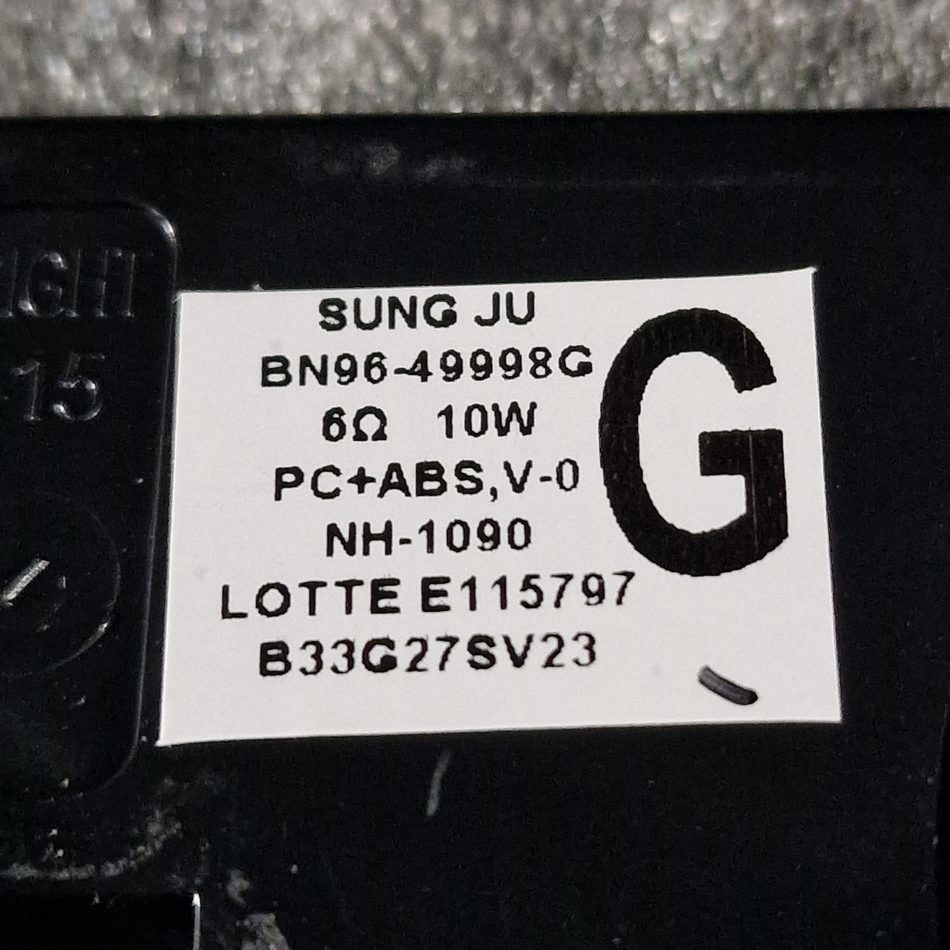 SUNG JU
BN96-49998G
6Ω 10W
PC+ABS,V-0
NH-1090
LOTTE E115797
B33G27SV23
G
15